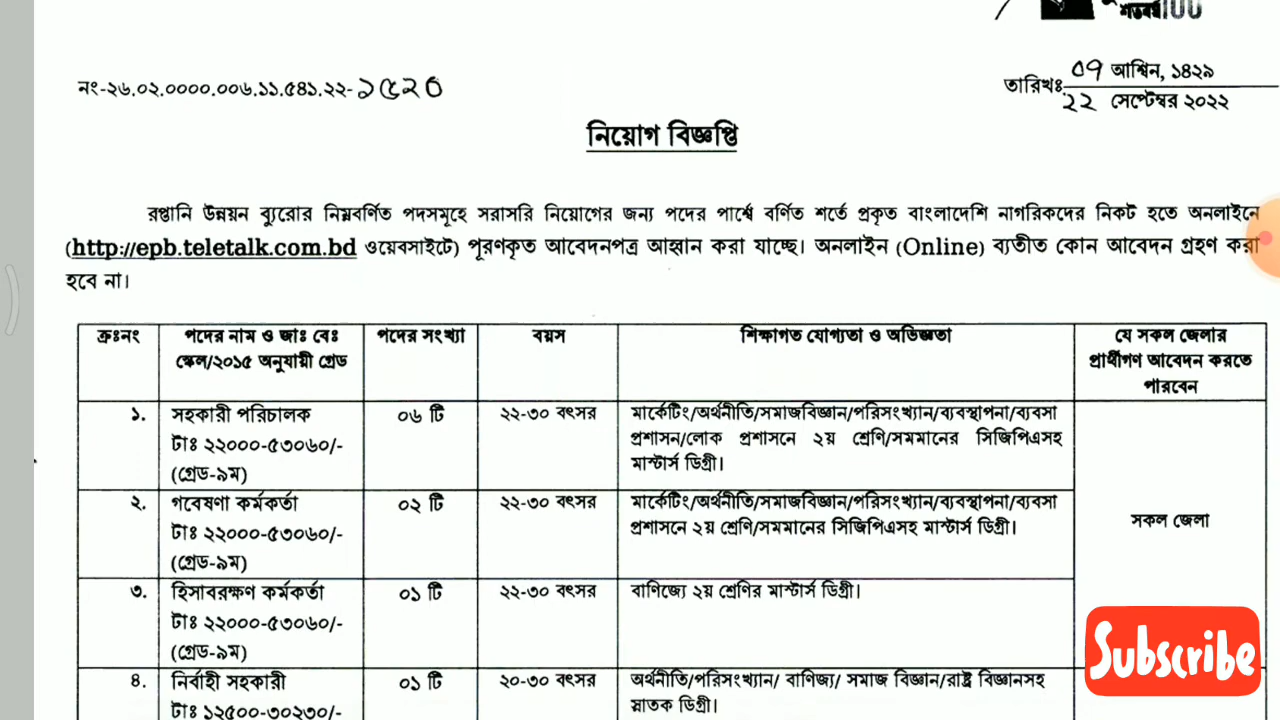 শতবর্ষ 100
নং-২৬.০২.০০০০.০০৬.১১.৫৪১.২২-১৫২০
০৭ আশ্বিন, ১৪২৯
তারিখঃ
২২ সেপ্টেম্বর ২০২২
নিয়োগ বিজ্ঞপ্তি
রপ্তানি উন্নয়ন ব্যুরোর নিম্নবর্ণিত পদসমূহে সরাসরি নিয়োগের জন্য পদের পার্শ্বে বর্ণিত শর্তে প্রকৃত বাংলাদেশি নাগরিকদের নিকট হতে অনলাইনে
(http://epb.teletalk.com.bd ওয়েবসাইটে) পূরণকৃত আবেদনপত্র আহ্বান করা যাচ্ছে। অনলাইন (Online) ব্যতীত কোন আবেদন গ্রহণ করা
হবে না।
ক্রঃনং
পদের নাম ও জাঃ বেঃ
স্কেল/২০১৫ অনুযায়ী গ্রেড
পদের সংখ্যা
বয়স
শিক্ষাগত যোগ্যতা ও অভিজ্ঞতা
যে সকল জেলার
প্রার্থীগণ আবেদন করতে
পারবেন
১.
সহকারী পরিচালক
টাঃ ২২০০০-৫৩০৬০/-
(গ্রেড-৯ম)
০৬ টি
২২-৩০ বৎসর
মার্কেটিং/অর্থনীতি/সমাজবিজ্ঞান/পরিসংখ্যান/ব্যবস্থাপনা/ব্যবসা
প্রশাসন/লোক প্রশাসনে ২য় শ্রেণি/সমমানের সিজিপিএসহ
মাস্টার্স ডিগ্রী।
সকল জেলা
২.
গবেষণা কর্মকর্তা
টাঃ ২২০০০-৫৩০৬০/-
(গ্রেড-৯ম)
০২ টি
২২-৩০ বৎসর
মার্কেটিং/অর্থনীতি/সমাজবিজ্ঞান/পরিসংখ্যান/ব্যবস্থাপনা/ব্যবসা
প্রশাসনে ২য় শ্রেণি/সমমানের সিজিপিএসহ মাস্টার্স ডিগ্রী।
৩.
হিসাবরক্ষণ কর্মকর্তা
টাঃ ২২০০০-৫৩০৬০/-
(গ্রেড-৯ম)
০১ টি
২২-৩০ বৎসর
বাণিজ্যে ২য় শ্রেণির মাস্টার্স ডিগ্রী।
৪.
নির্বাহী সহকারী
টাঃ ১২৫০০-৩০২৩০/-
০১ টি
২০-৩০ বৎসর
অর্থনীতি/পরিসংখ্যান/ বাণিজ্য/ সমাজ বিজ্ঞান/রাষ্ট্র বিজ্ঞানসহ
স্নাতক ডিগ্রী।
Subscribe